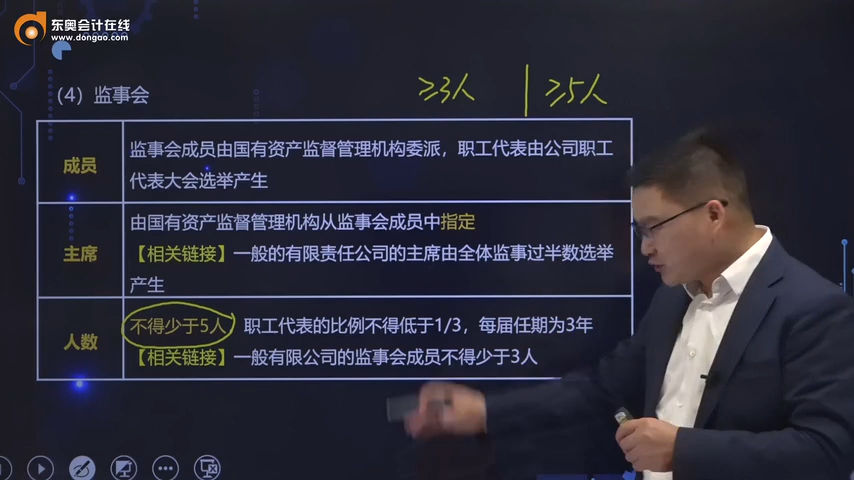 东奥会计在线
www.dongao.com
(4) 监事会
≥3人 | ≥5人
成员
监事会成员由国有资产监督管理机构委派，职工代表由公司职工
代表大会选举产生
主席
由国有资产监督管理机构从监事会成员中指定
【相关链接】一般的有限责任公司的主席由全体监事过半数选举
产生
人数
不得少于5人 职工代表的比例不得低于1/3，每届任期为3年
【相关链接】一般有限公司的监事会成员不得少于3人